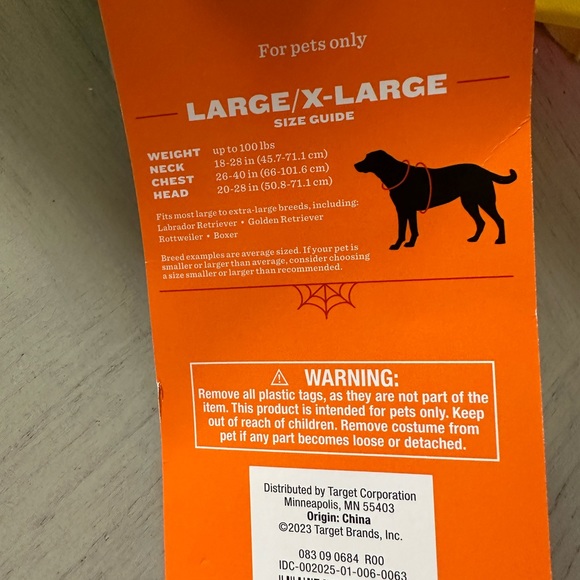 For pets only
LARGE/X-LARGE
SIZE GUIDE
WEIGHT up to 100 lbs
NECK 18-28 in (45.7-71.1 cm)
CHEST 26-40 in (66-101.6 cm)
HEAD 20-28 in (50.8-71.1 cm)
Fits most large to extra-large breeds, including:
Labrador Retriever • Golden Retriever
Rottweiler • Boxer
Breed examples are average sized. If your pet is
smaller or larger than average, consider choosing
a size smaller or larger than recommended.
⚠ WARNING:
Remove all plastic tags, as they are not part of the
item. This product is intended for pets only. Keep
out of reach of children. Remove costume from
pet if any part becomes loose or detached.
Distributed by Target Corporation
Minneapolis, MN 55403
Origin: China
©2023 Target Brands, Inc.
083 09 0684 R00
IDC-002025-01-006-0063